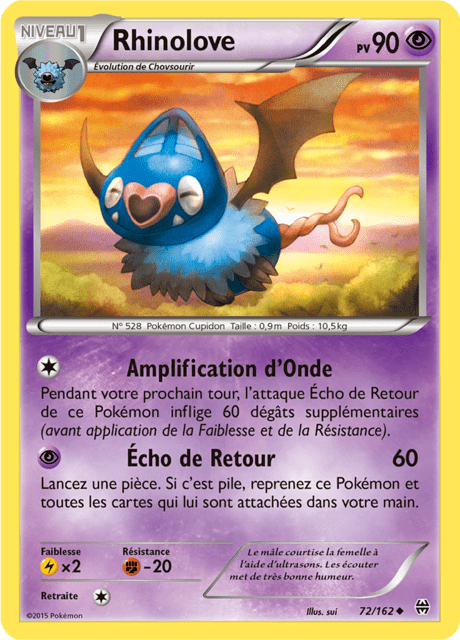 NIVEAU 1
Rhinolove
PV 90
Évolution de Chovsourir
N° 528 Pokémon Cupidon Taille : 0,9m Poids : 10,5kg
Amplification d'Onde
Pendant votre prochain tour, l'attaque Écho de Retour
de ce Pokémon inflige 60 dégâts supplémentaires
(avant application de la Faiblesse et de la Résistance).
Écho de Retour 60
Lancez une pièce. Si c'est pile, reprenez ce Pokémon et
toutes les cartes qui lui sont attachées dans votre main.
Faiblesse
×2
Résistance
-20
Retraite
Le mâle courtise la femelle à
l'aide d'ultrasons. Les écouter
met de très bonne humeur.
©2015 Pokémon
Illus. sui
72/162